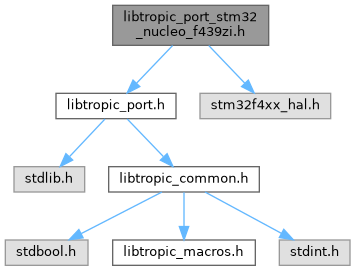 libtropic_port_stm32
_nucleo_f439zi.h
libtropic_port.h
stm32f4xx_hal.h
stdlib.h
libtropic_common.h
stdbool.h
libtropic_macros.h
stdint.h